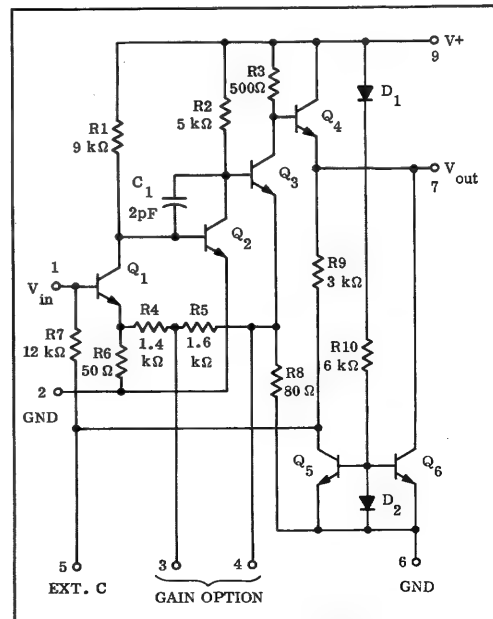 R3
500Ω
V+
9
D1
R2
5 kΩ
R1
9 kΩ
Q4
Q3
C1
2pF
Vout
7
Q2
1
Vin
Q1
R9
3 kΩ
R4
1.4
kΩ
R5
1.6
kΩ
R10
6 kΩ
R7
12 kΩ
R6
50 Ω
R8
80 Ω
2
GND
Q5
Q6
D2
5
EXT. C
3
4
GAIN OPTION
6
GND